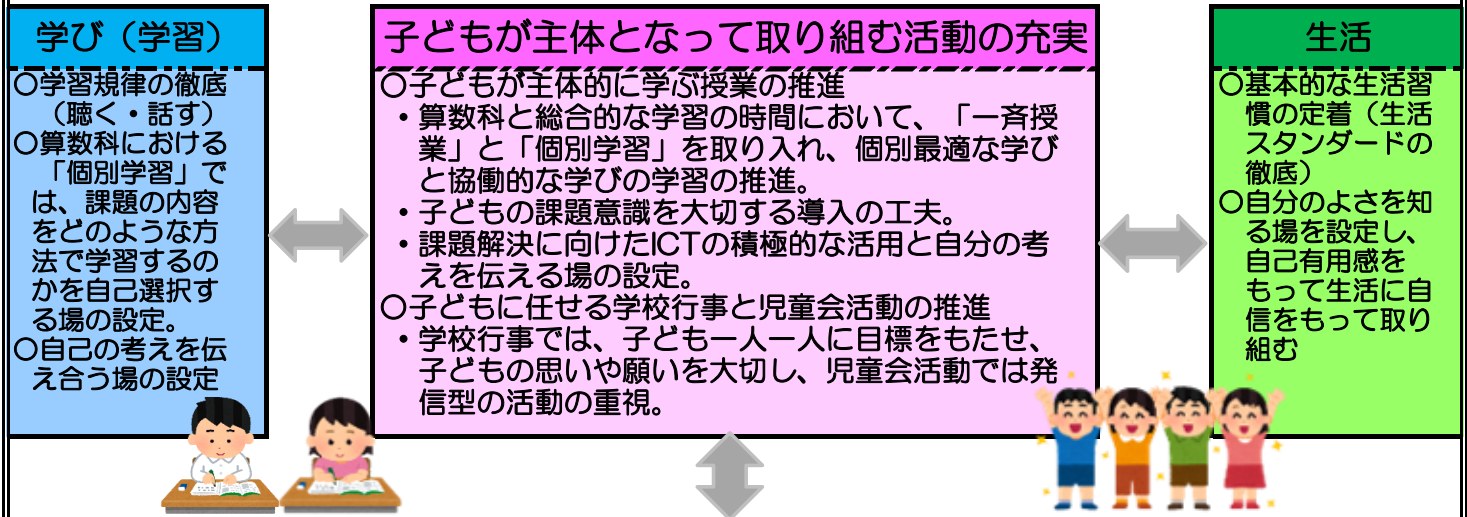 学び（学習）
〇学習規律の徹底
（聴く・話す）
〇算数科における
「個別学習」で
は、課題の内容
をどのような方
法で学習するの
かを自己選択す
る場の設定。
〇自己の考えを伝
え合う場の設定
子どもが主体となって取り組む活動の充実
〇子どもが主体的に学ぶ授業の推進
・算数科と総合的な学習の時間において、「一斉授
業」と「個別学習」を取り入れ、個別最適な学び
と協働的な学びの学習の推進。
・子どもの課題意識を大切する導入の工夫。
・課題解決に向けたICTの積極的な活用と自分の考
えを伝える場の設定。
〇子どもに任せる学校行事と児童会活動の推進
・学校行事では、子ども一人一人に目標をもたせ、
子どもの思いや願いを大切し、児童会活動では発
信型の活動の重視。
生活
〇基本的な生活習
慣の定着（生活
スタンダードの
徹底）
〇自分のよさを知
る場を設定し、
自己有用感を
もって生活に自
信をもって取り
組む